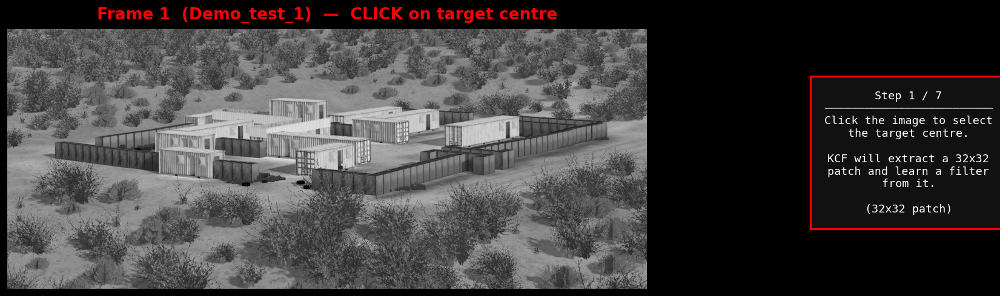 Frame 1  (Demo_test_1)  —  CLICK on target centre
Step 1 / 7
Click the image to select
the target centre.
KCF will extract a 32x32
patch and learn a filter
from it.
(32x32 patch)